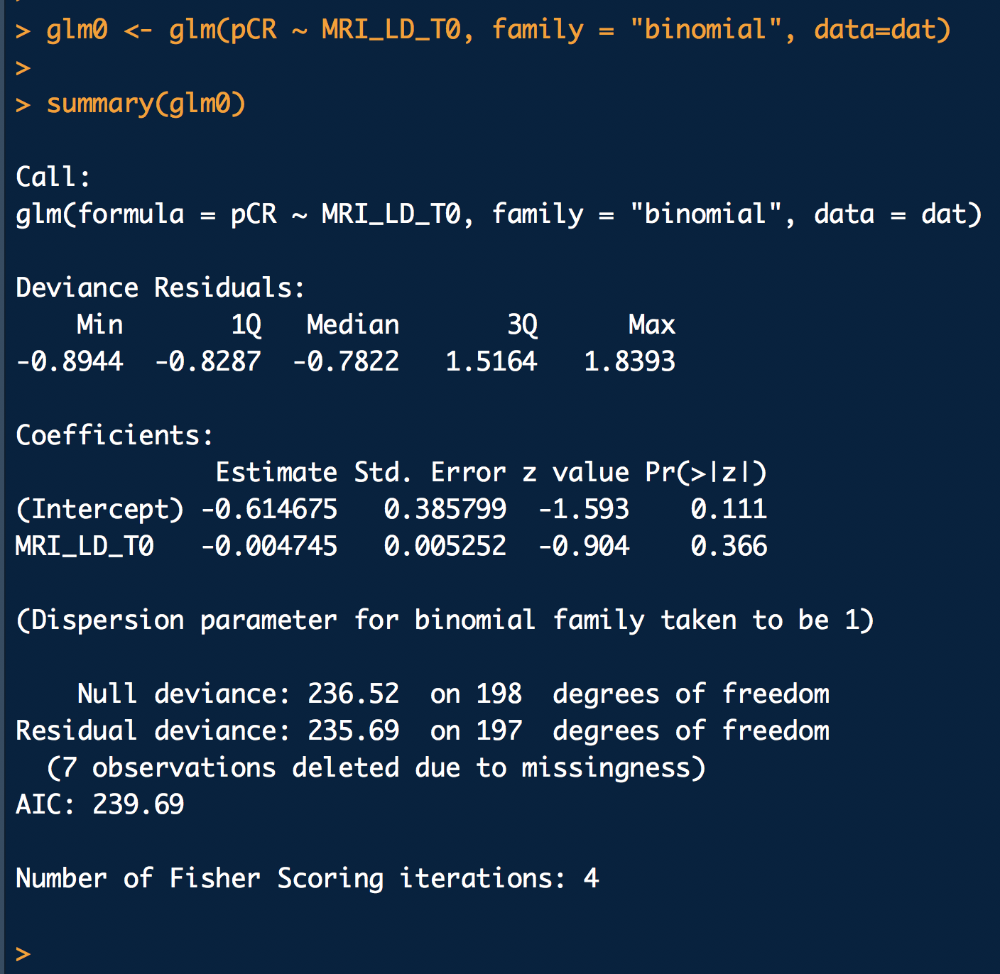 > glm0 <- glm(pCR ~ MRI_LD_T0, family = "binomial", data=dat)
>
> summary(glm0)
Call:
glm(formula = pCR ~ MRI_LD_T0, family = "binomial", data = dat)
Deviance Residuals:
    Min       1Q   Median       3Q      Max
-0.8944  -0.8287  -0.7822   1.5164   1.8393
Coefficients:
             Estimate Std. Error z value Pr(>|z|)
(Intercept) -0.614675   0.385799  -1.593    0.111
MRI_LD_T0   -0.004745   0.005252  -0.904    0.366
(Dispersion parameter for binomial family taken to be 1)
    Null deviance: 236.52  on 198  degrees of freedom
Residual deviance: 235.69  on 197  degrees of freedom
  (7 observations deleted due to missingness)
AIC: 239.69
Number of Fisher Scoring iterations: 4
>